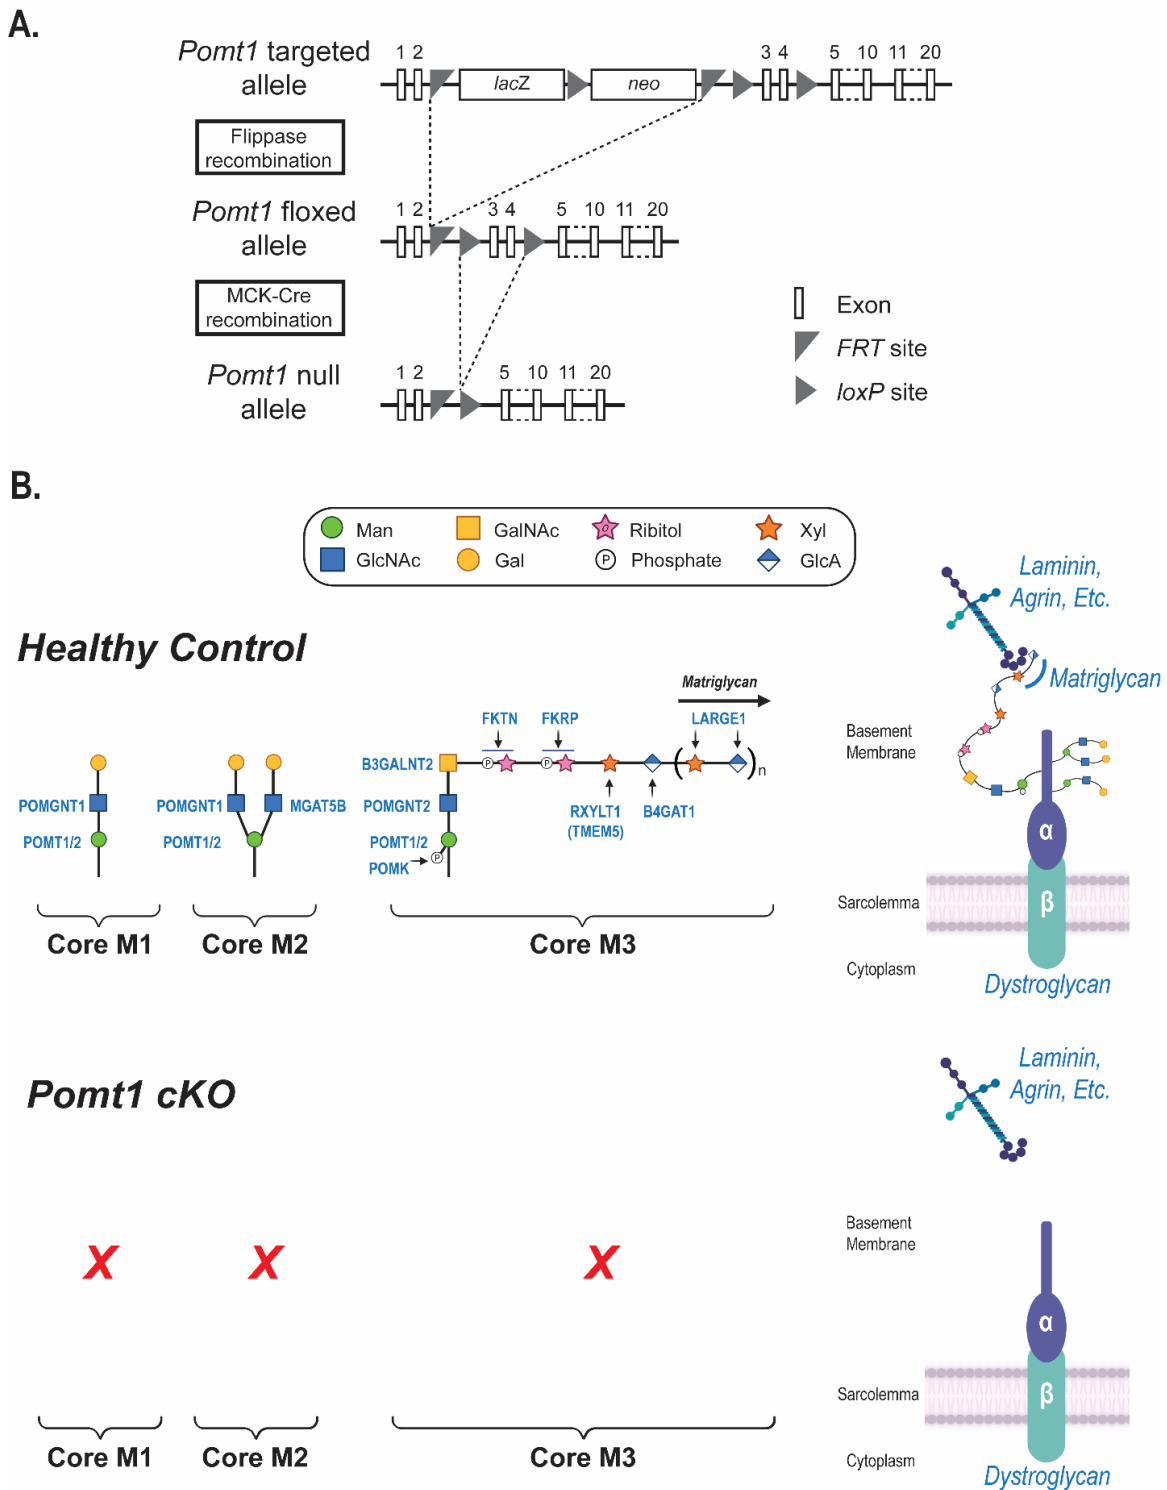 A.
Pomt1 targeted
allele
1 2
lacZ
neo
3 4
5 10 11 20
Flippase
recombination
Pomt1 floxed
allele
1 2 3 4 5 10 11 20
MCK-Cre
recombination
Pomt1 null
allele
1 2 5 10 11 20
Exon
FRT site
loxP site
B.
Man
GalNAc
Ribitol
Xyl
GlcNAc
Gal
P
Phosphate
GlcA
Healthy Control
Laminin,
Agrin, Etc.
Matriglycan
Matriglycan
FKTN
FKRP
LARGE1
B3GALNT2
P
P
n
POMGNT1
POMGNT1
MGAT5B
POMGNT2
RXYLT1
(TMEM5)
B4GAT1
POMT1/2
POMT1/2
POMT1/2
POMK
P
Core M1
Core M2
Core M3
Basement
Membrane
α
Sarcolemma
β
Cytoplasm
Dystroglycan
Pomt1 cKO
Laminin,
Agrin, Etc.
X
X
X
Core M1
Core M2
Core M3
Basement
Membrane
α
Sarcolemma
β
Cytoplasm
Dystroglycan